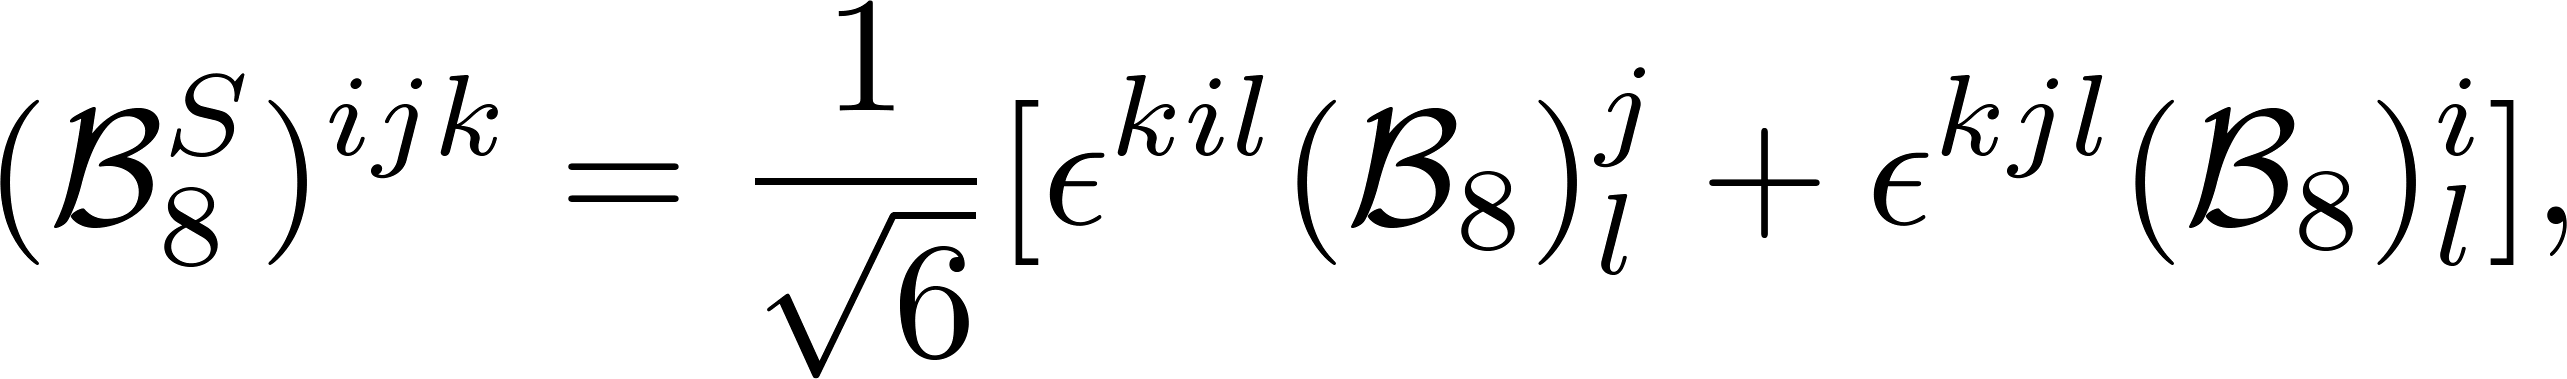 $(\mathcal{B}_8^S)^{ijk} = \frac{1}{\sqrt{6}} [\epsilon^{kil} (\mathcal{B}_8)^j_l + \epsilon^{kjl} (\mathcal{B}_8)^i_l],$